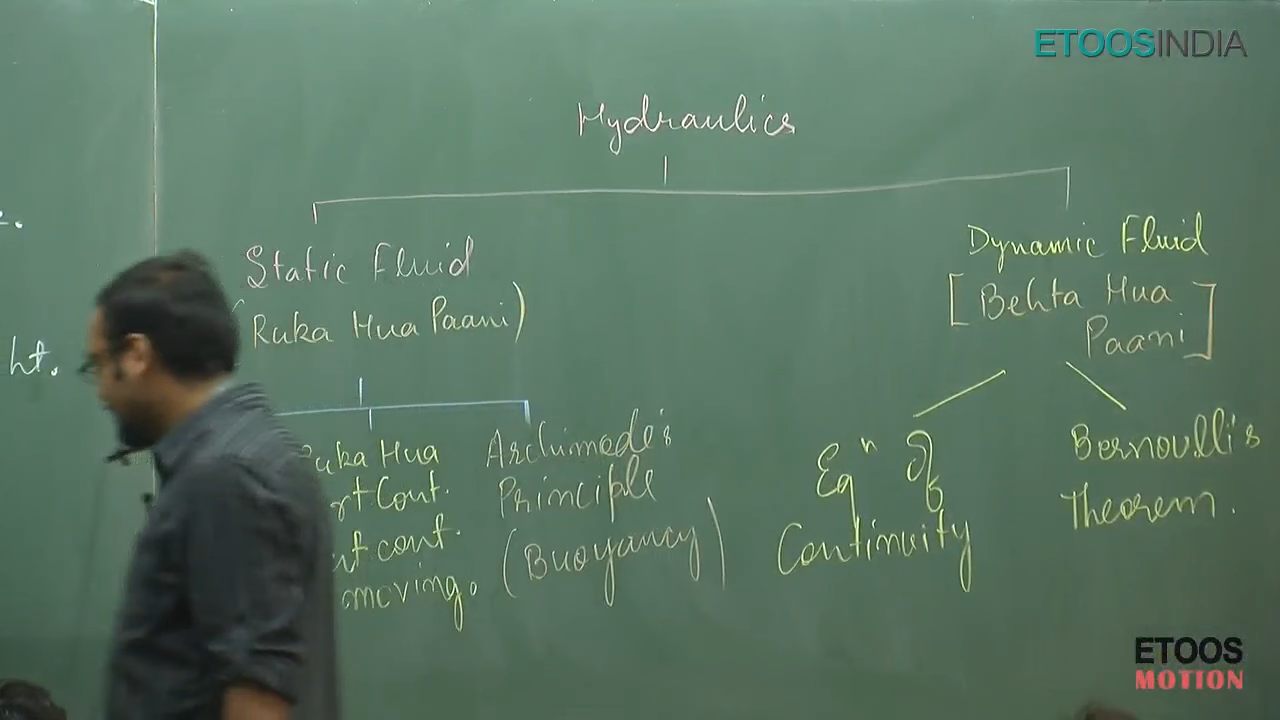 ETOOSINDIA
Hydraulics
Static Fluid
(Ruka Hua Paani)
Dynamic Fluid
[Behta Hua
Paani]
ht.
Ruka Hua
Cont.
cont.
moving.
Archimede's
Principle
(Buoyancy)
Eqn Of
Continuity
Bernoulli's
Theorem.
ETOOS
MOTION